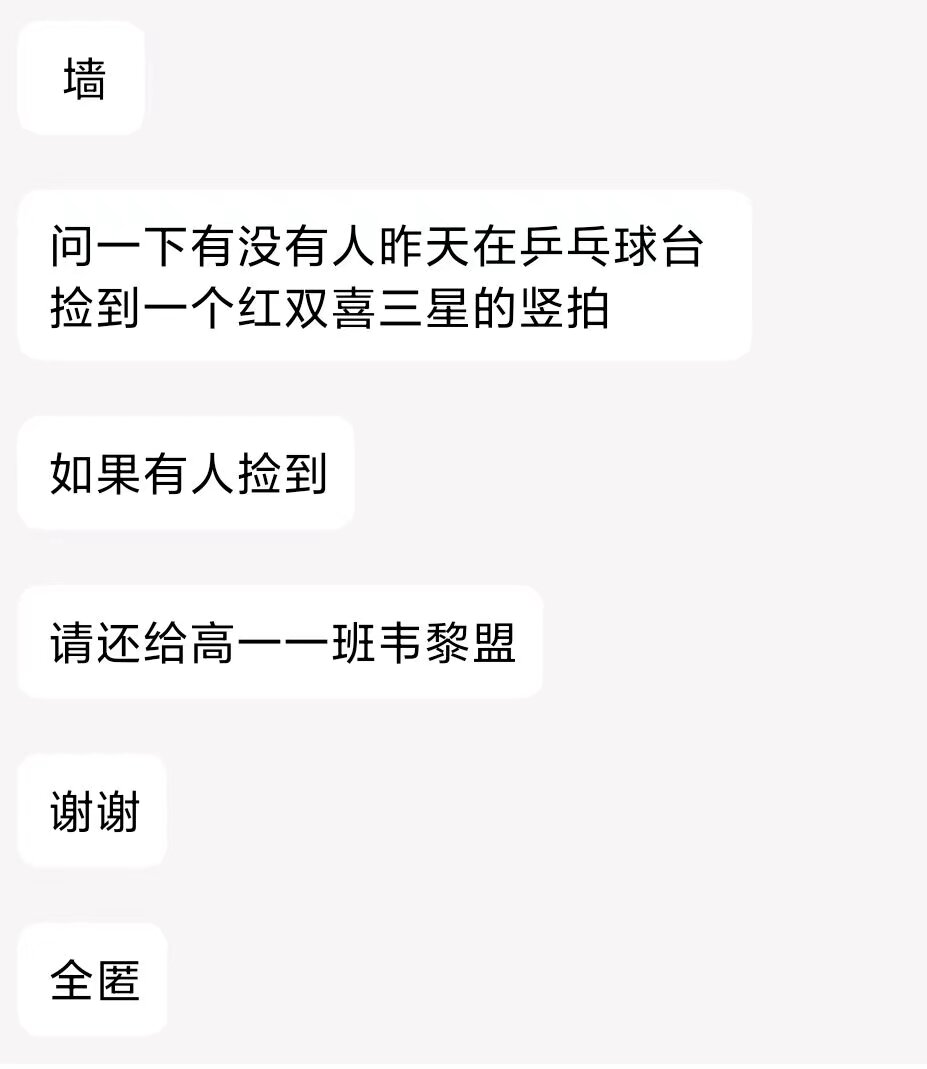 墙
问一下有没有人昨天在乒乓球台
捡到一个红双喜三星的竖拍
如果有人捡到
请还给高一一班韦黎盟
谢谢
全匿